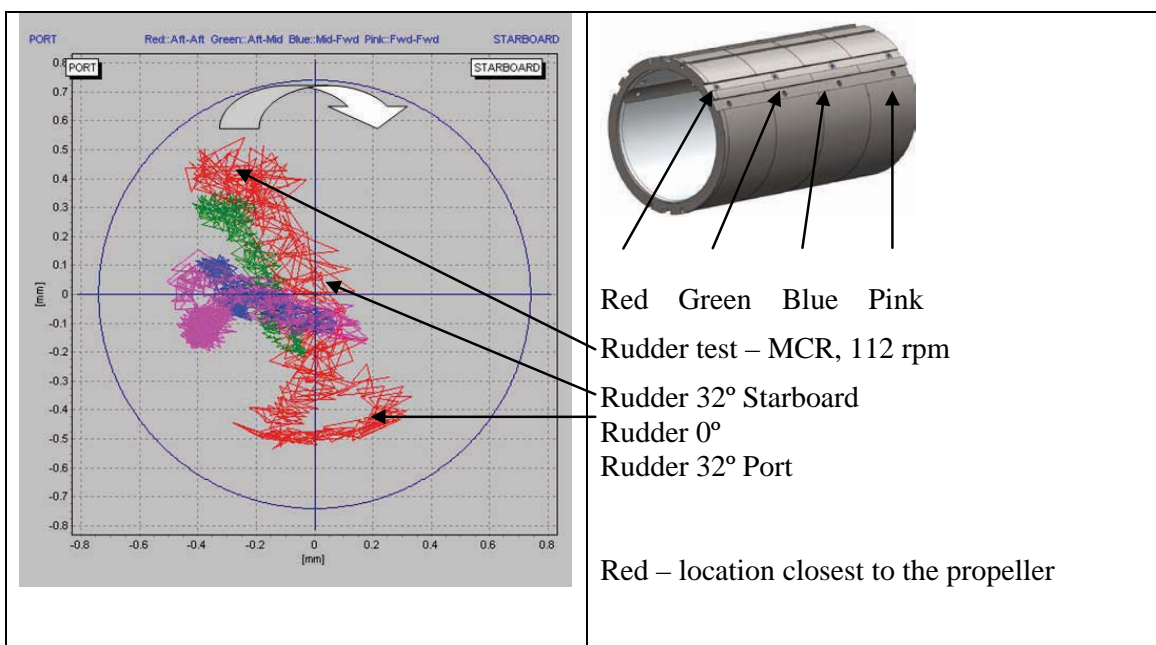 PORT Red:Aft-Aft Green:Aft-Mid Blue:Mid-Fwd Pink:Fwd-Fwd STARBOARD
PORT STARBOARD
0.8
0.7
0.6
0.5
0.4
0.3
0.2
0.1
0
-0.1
-0.2
-0.3
-0.4
-0.5
-0.6
-0.7
-0.8
[mm]
-0.8 -0.6 -0.4 -0.2 0 0.2 0.4 0.6 0.8
[mm]
Red Green Blue Pink
Rudder test – MCR, 112 rpm
Rudder 32º Starboard
Rudder 0º
Rudder 32º Port
Red – location closest to the propeller